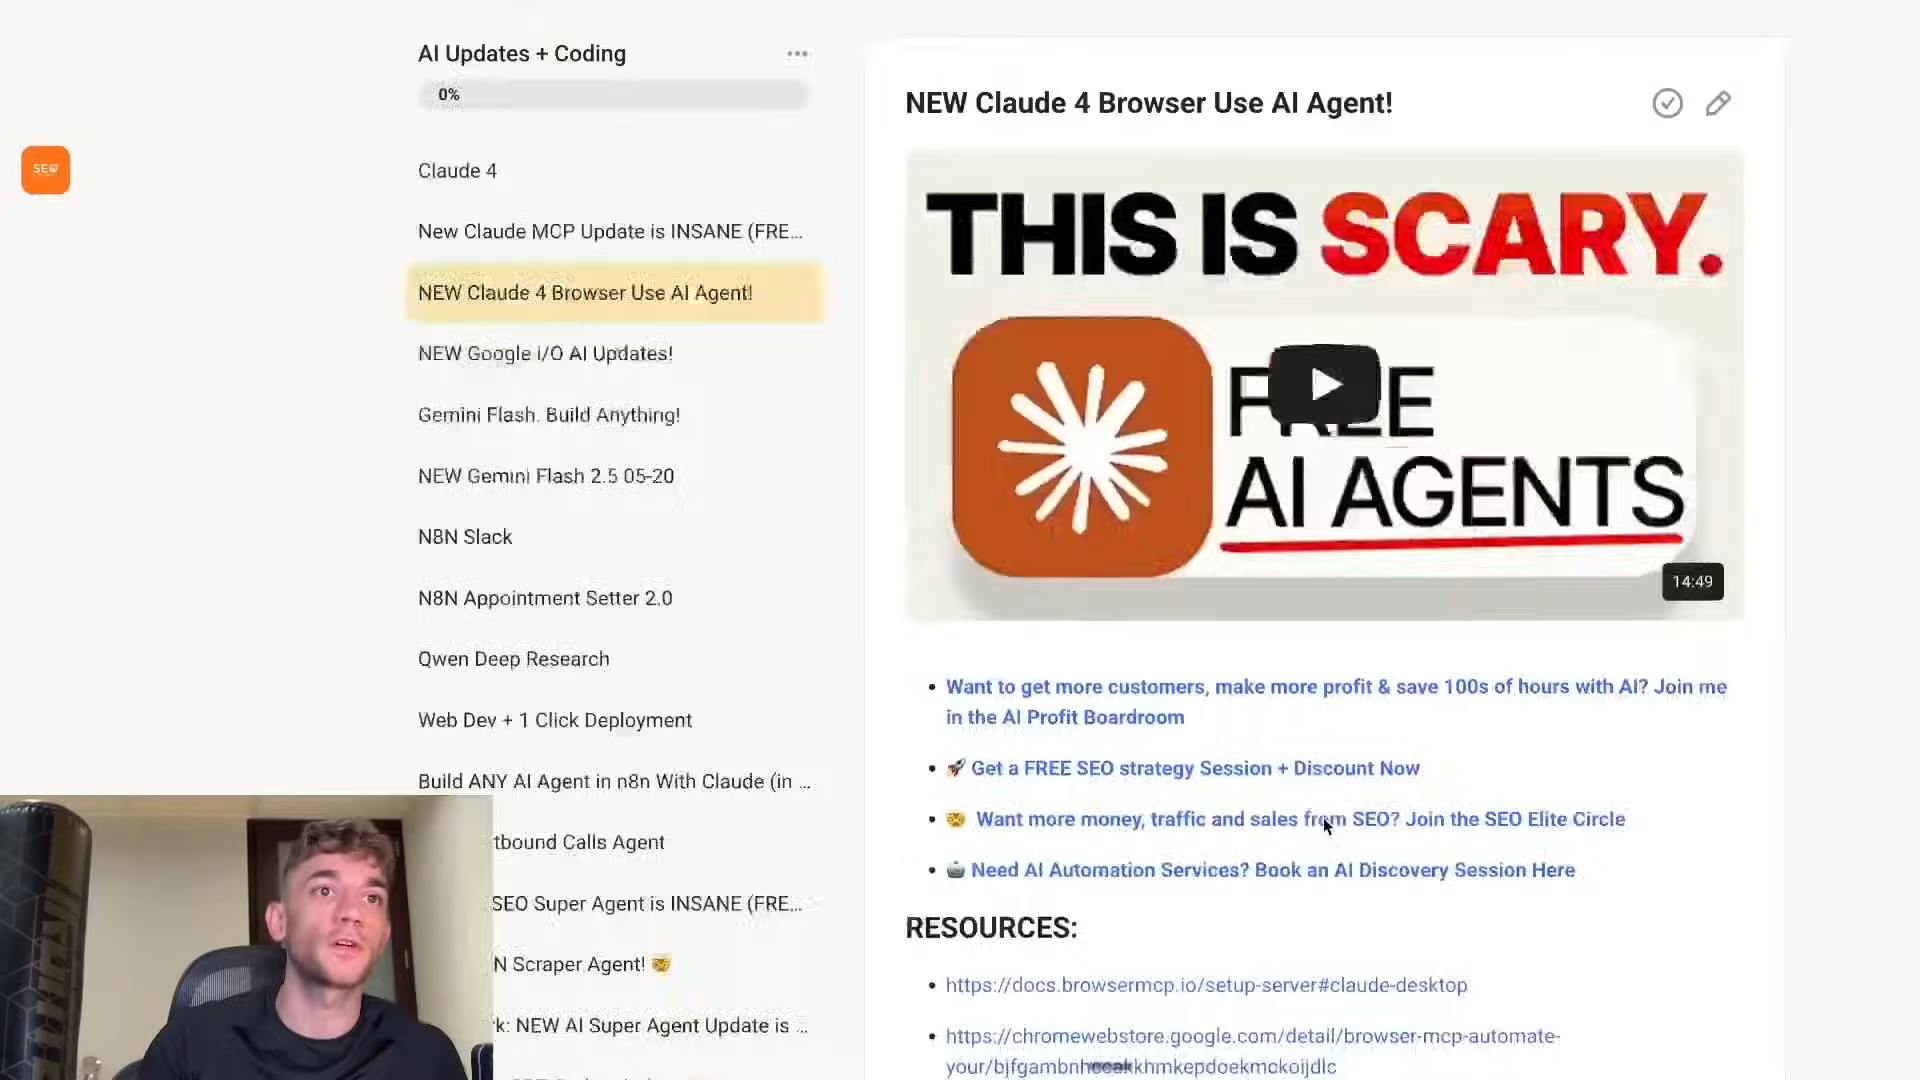 AI Updates + Coding
0%
SEO
Claude 4
New Claude MCP Update is INSANE (FRE...
NEW Claude 4 Browser Use AI Agent!
NEW Google I/O AI Updates!
Gemini Flash. Build Anything!
NEW Gemini Flash 2.5 05-20
N8N Slack
N8N Appointment Setter 2.0
Qwen Deep Research
Web Dev + 1 Click Deployment
Build ANY AI Agent in n8n With Claude (in ...
tbound Calls Agent
SEO Super Agent is INSANE (FRE...
N Scraper Agent!
rk: NEW AI Super Agent Update is ...
NEW Claude 4 Browser Use AI Agent!
THIS IS SCARY.
FREE
AI AGENTS
14:49
• Want to get more customers, make more profit & save 100s of hours with AI? Join me
in the AI Profit Boardroom
• 🚀 Get a FREE SEO strategy Session + Discount Now
• 🤯 Want more money, traffic and sales from SEO? Join the SEO Elite Circle
• 🤖 Need AI Automation Services? Book an AI Discovery Session Here
RESOURCES:
• https://docs.browsermcp.io/setup-server#claude-desktop
• https://chromewebstore.google.com/detail/browser-mcp-automate-